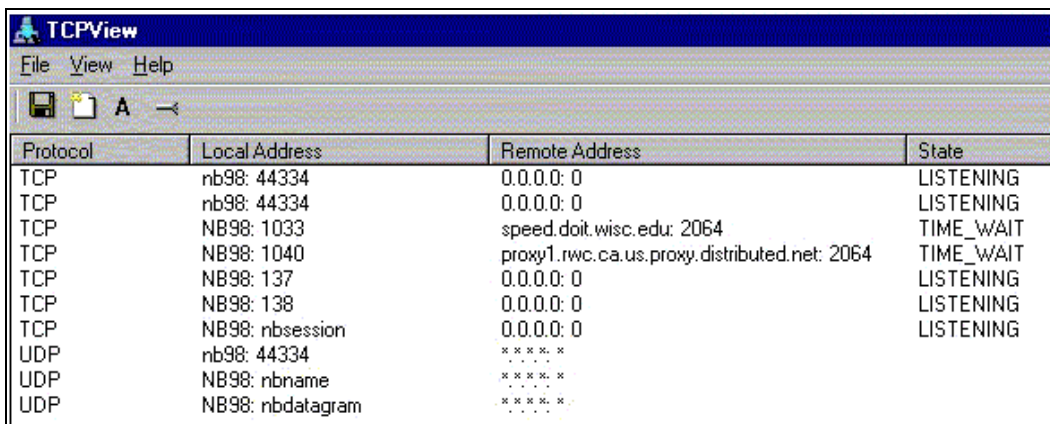 TCPView
File View Help
A
Protocol Local Address Remote Address State
TCP nb98: 44334 0.0.0.0: 0 LISTENING
TCP nb98: 44334 0.0.0.0: 0 LISTENING
TCP NB98: 1033 speed.doit.wisc.edu: 2064 TIME_WAIT
TCP NB98: 1040 proxy1.rwc.ca.us.proxy.distributed.net: 2064 TIME_WAIT
TCP NB98: 137 0.0.0.0: 0 LISTENING
TCP NB98: 138 0.0.0.0: 0 LISTENING
TCP NB98: nbsession 0.0.0.0: 0 LISTENING
UDP nb98: 44334 *.*.*.*: *
UDP NB98: nbname *.*.*.*: *
UDP NB98: nbdatagram *.*.*.*: *